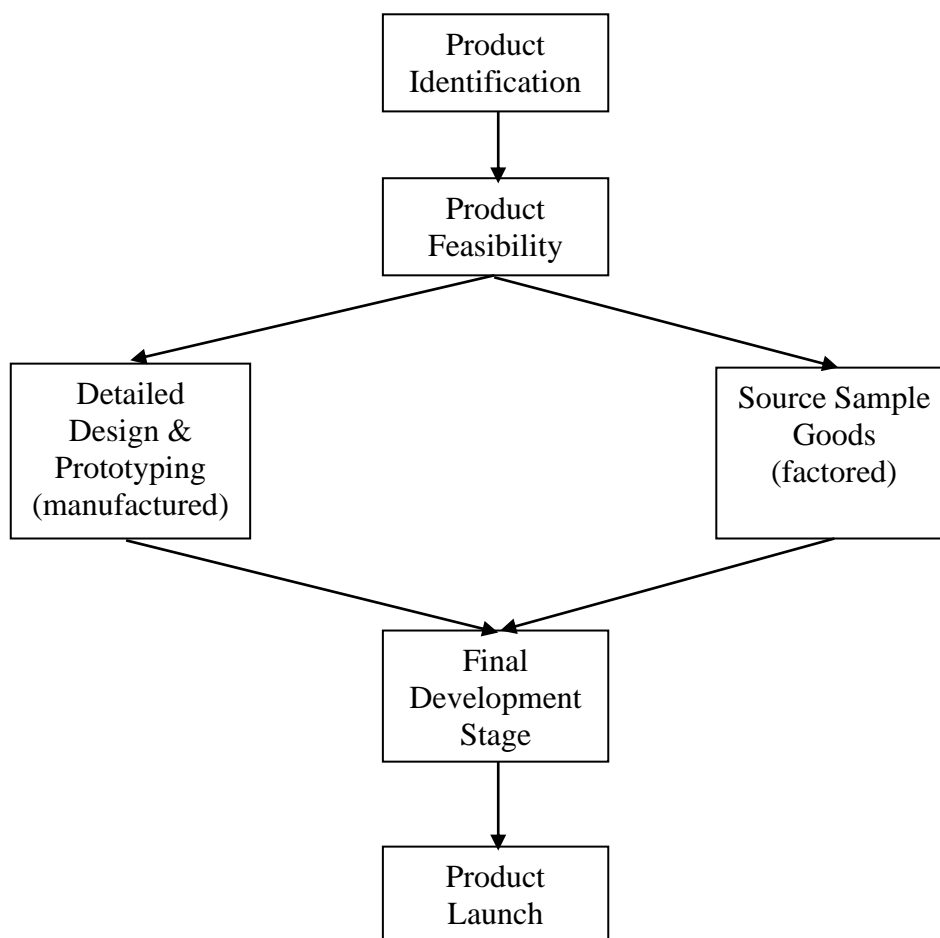 Product
Identification
Product
Feasibility
Detailed
Design &
Prototyping
(manufactured)
Source Sample
Goods
(factored)
Final
Development
Stage
Product
Launch